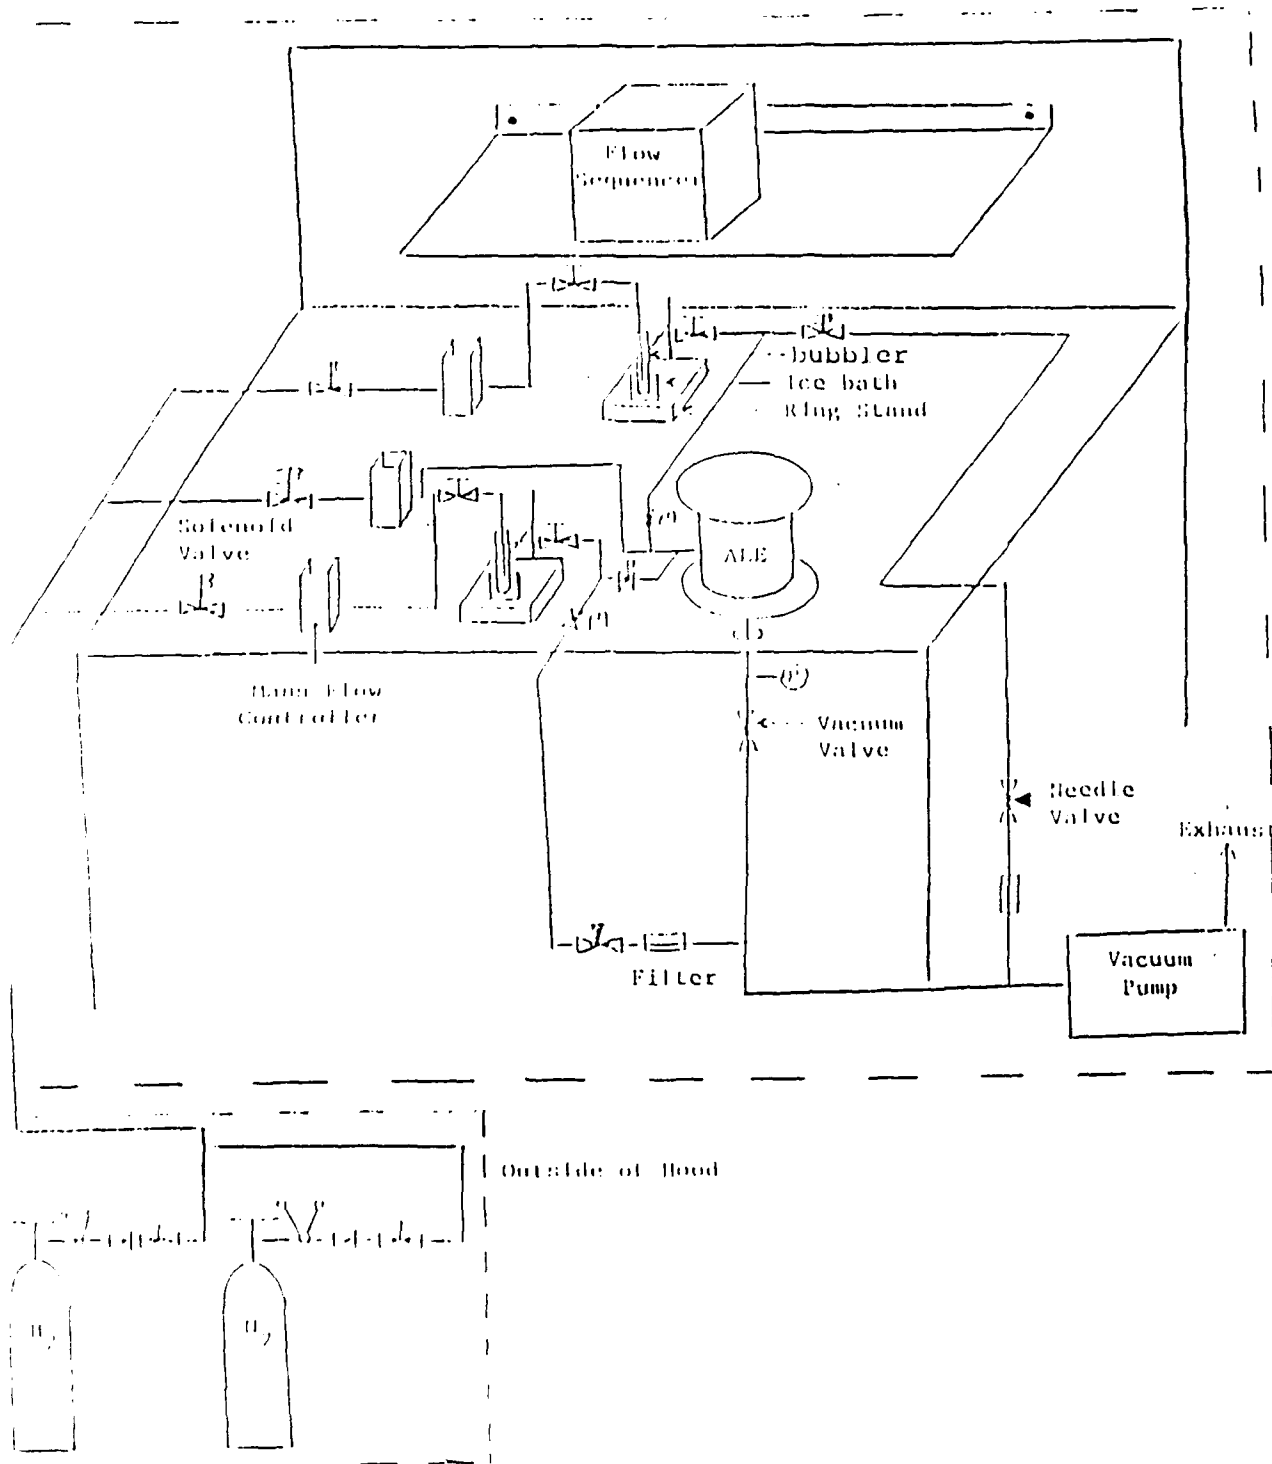 Flow
Sequencer
bubbler
Ice bath
Ring Stand
Solenoid
Valve
ALE
Mass Flow
Controller
Vacuum
Valve
Needle
Valve
Exhaust
Filter
Vacuum
Pump
Outside of Hood